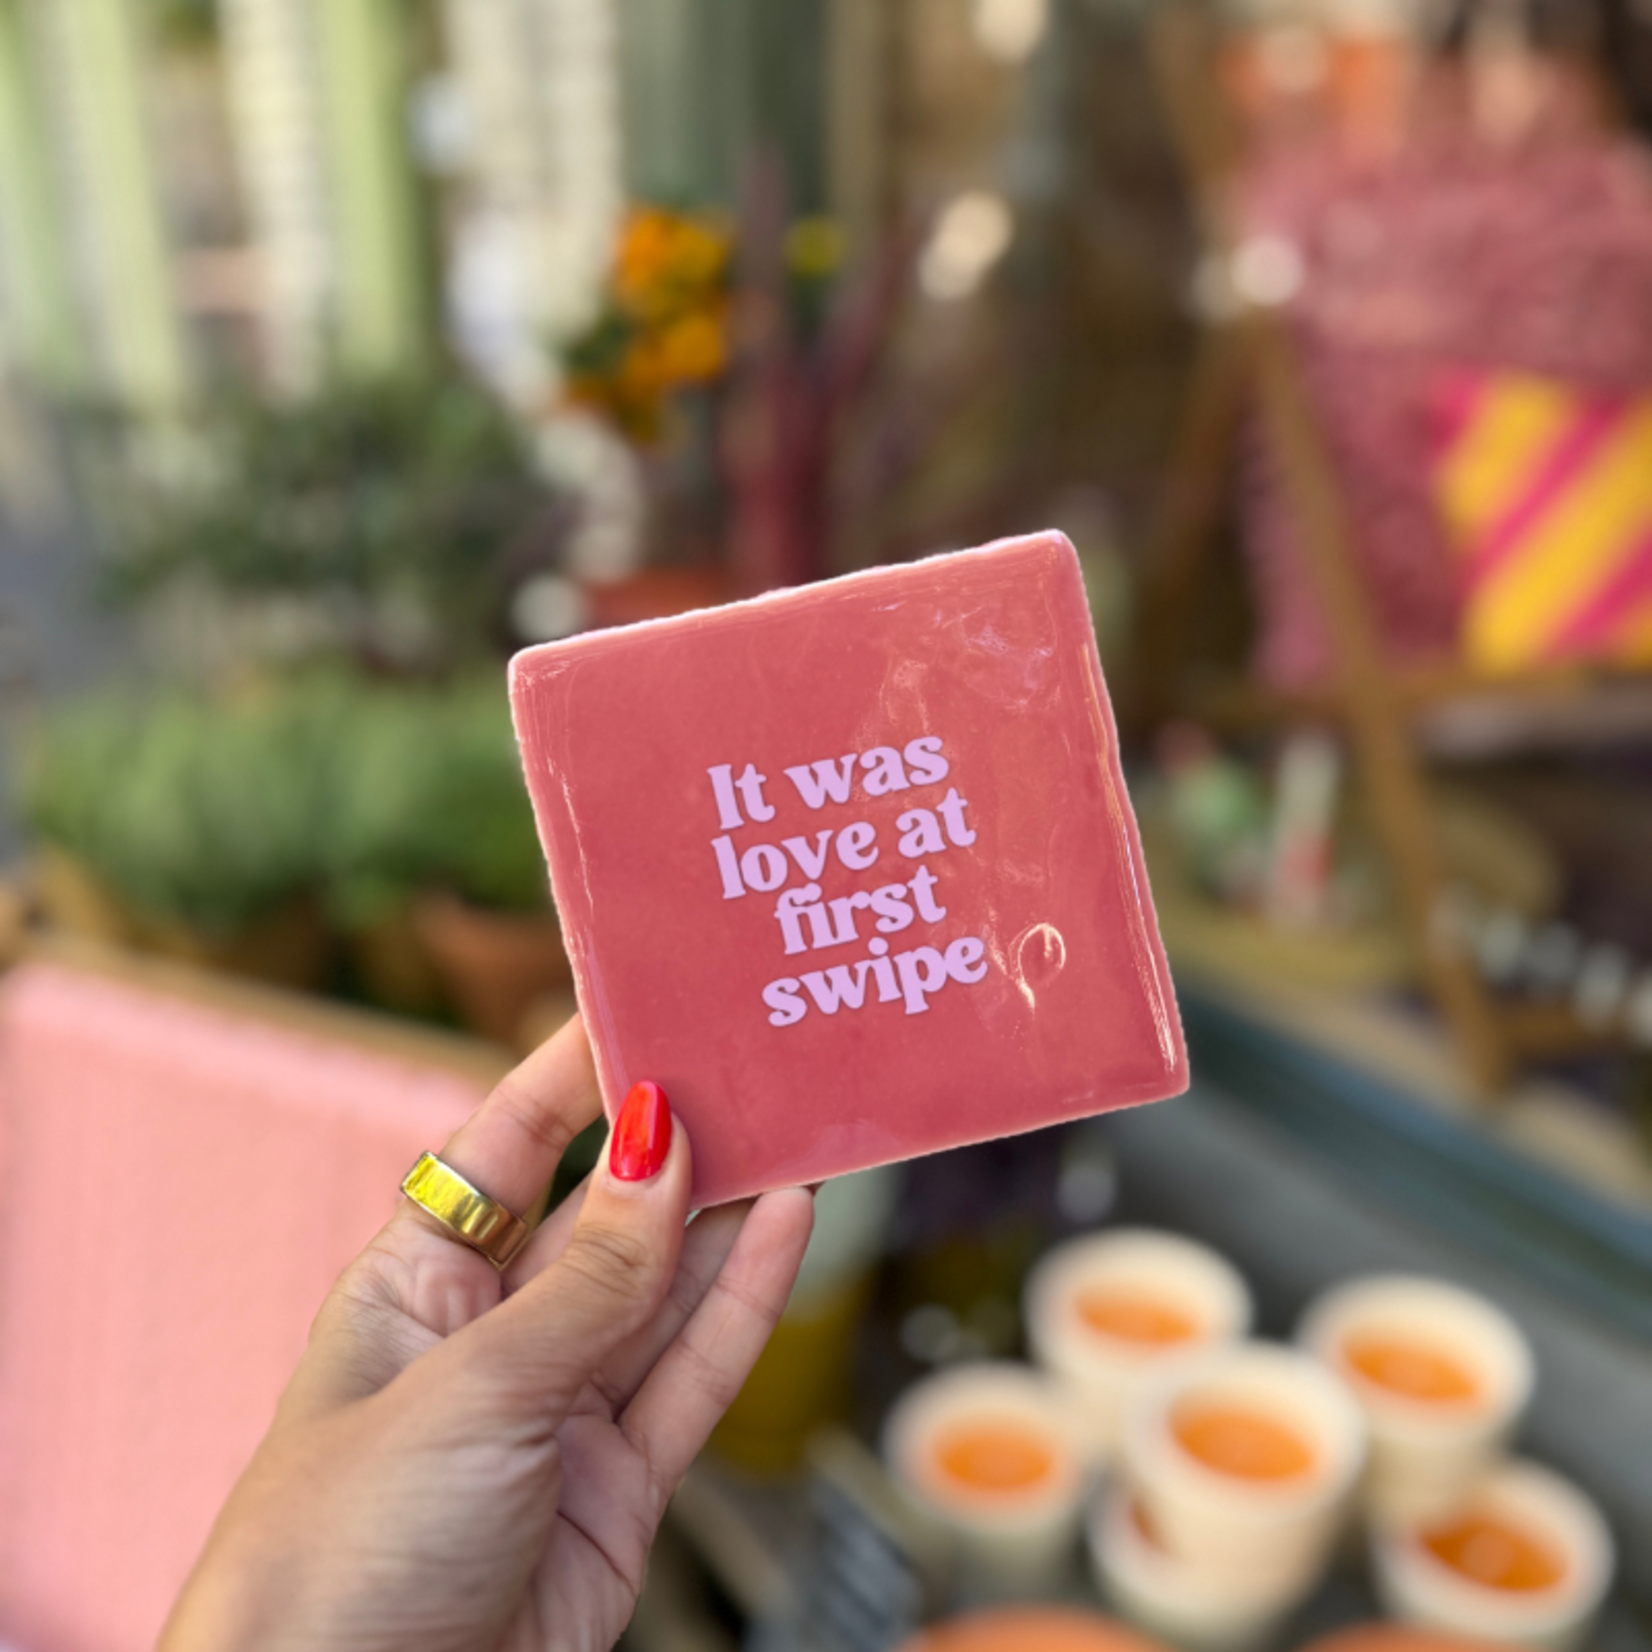 It was
love at
first
swipe